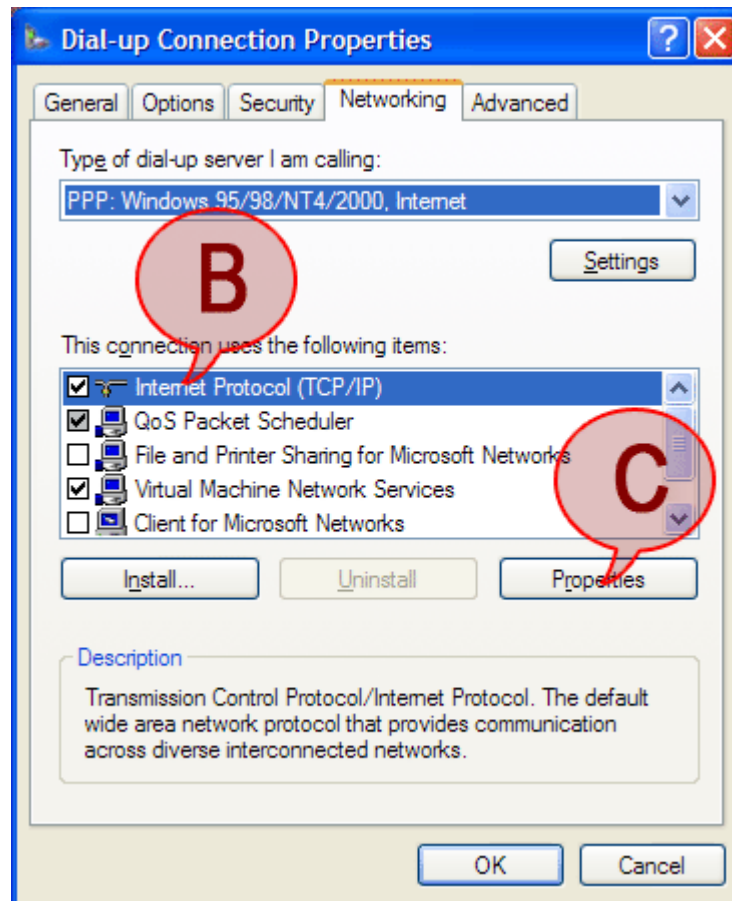 Dial-up Connection Properties
General Options Security Networking Advanced
Type of dial-up server I am calling:
PPP: Windows 95/98/NT4/2000, Internet
B
Settings
This connection uses the following items:
Internet Protocol (TCP/IP)
QoS Packet Scheduler
File and Printer Sharing for Microsoft Networks
C
Virtual Machine Network Services
Client for Microsoft Networks
Install... Uninstall Properties
Description
Transmission Control Protocol/Internet Protocol. The default
wide area network protocol that provides communication
across diverse interconnected networks.
OK Cancel